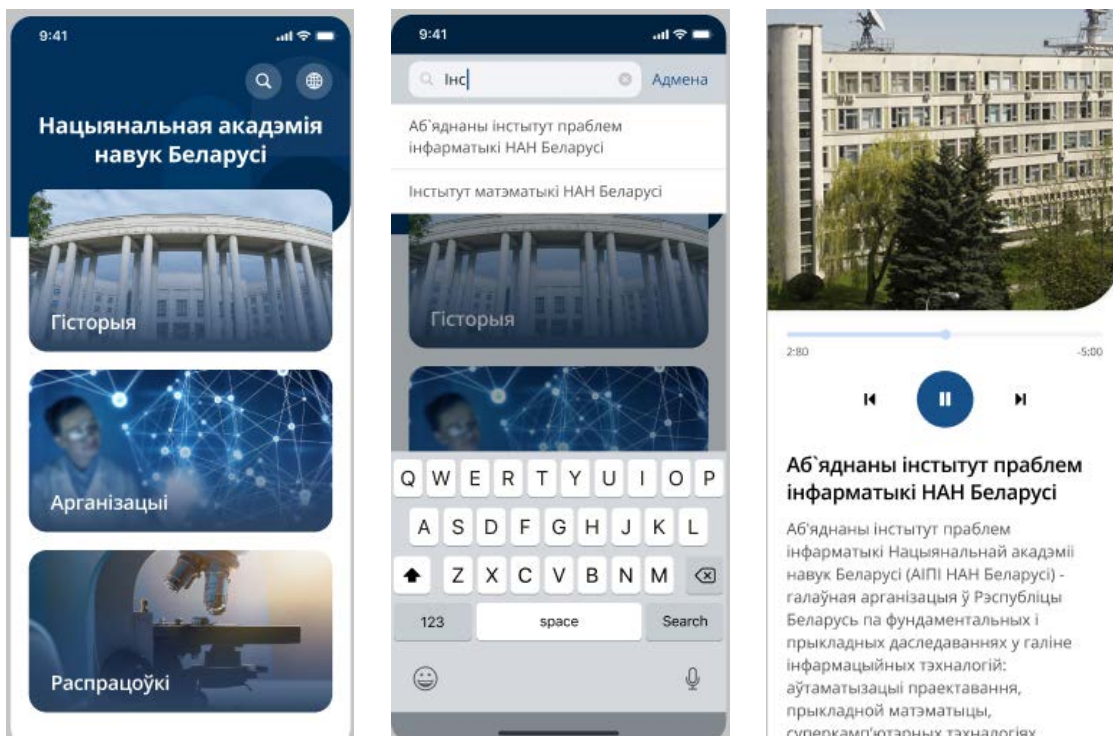 9:41
Нацыянальная акадэмія
навук Беларусі
Гісторыя
Арганізацыі
Распрацоўкі
9:41
Інс
Адмена
Аб`яднаны інстытут праблем
інфарматыкі НАН Беларусі
Інстытут матэматыкі НАН Беларусі
Гісторыя
Q W E R T Y U I O P
A S D F G H J K L
Z X C V B N M
123 space Search
2:80 -5:00
Аб`яднаны інстытут праблем
інфарматыкі НАН Беларусі
Аб'яднаны інстытут праблем
інфарматыкі Нацыянальнай акадэміі
навук Беларусі (АІПІ НАН Беларусі) -
галаўная арганізацыя ў Рэспубліцы
Беларусь па фундаментальных і
прыкладных даследаваннях у галіне
інфармацыйных тэхналогій:
аўтаматызацыі праектавання,
прыкладной матэматыцы,
суперкамп'ютарных тэхналогіях